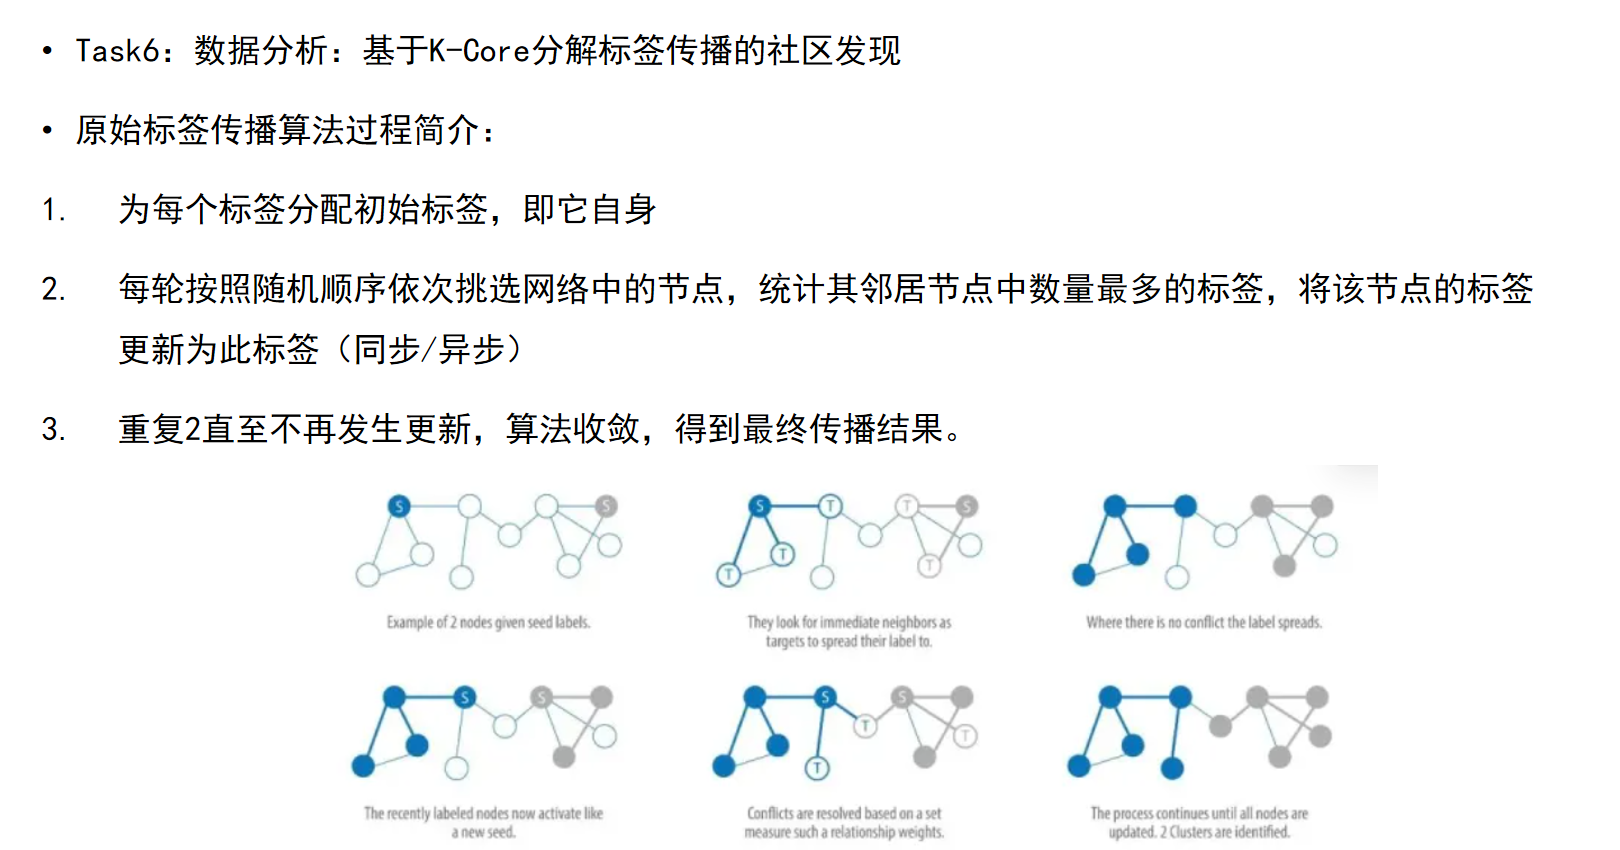 • Task6：数据分析：基于K-Core分解标签传播的社区发现
• 原始标签传播算法过程简介：
1. 为每个标签分配初始标签，即它自身
2. 每轮按照随机顺序依次挑选网络中的节点，统计其邻居节点中数量最多的标签，将该节点的标签
更新为此标签（同步/异步）
3. 重复2直至不再发生更新，算法收敛，得到最终传播结果。
S S
S T T S
T T
Example of 2 nodes given seed labels.
They look for immediate neighbors as
targets to spread their label to.
Where there is no conflict the label spreads.
S S
S S
T T
T
The recently labeled nodes now activate like
a new seed.
Conflicts are resolved based on a set
measure such a relationship weights.
The process continues until all nodes are
updated. 2 Clusters are identified.